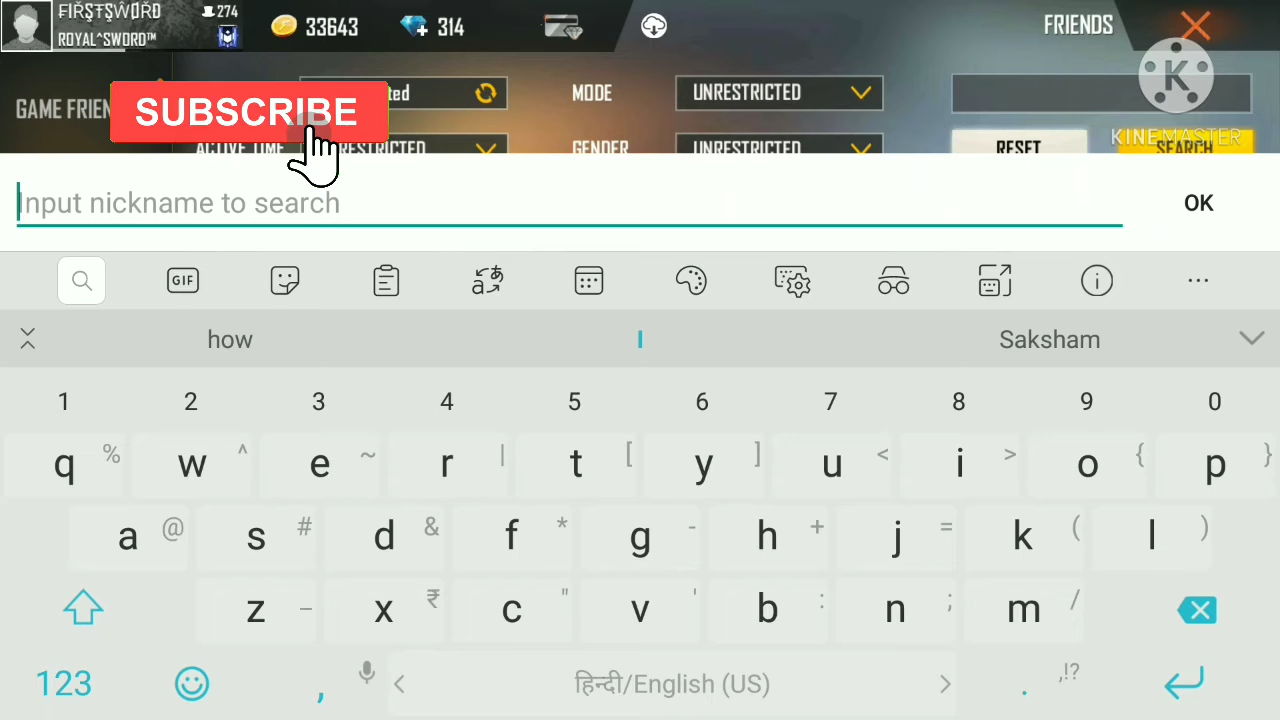 FIŘŞŦŞŴØŘĐ 274
ROYAL^SWORD™
33643 314 FRIENDS
GAME FRIEN ted MODE UNRESTRICTED K
SUBSCRIBE
KINEMASTER
ACTIVE TIME RESTRICTED GENDER UNRESTRICTED RESET SEARCH
Input nickname to search OK
GIF
how I Saksham
1 2 3 4 5 6 7 8 9 0
q % w ^ e ~ r | t [ y ] u < i > o { p }
a @ s # d & f * g - h + j = k ( l )
z _ x ₹ c " v ' b : n ; m /
123 , हिन्दी/English (US) . ,!?